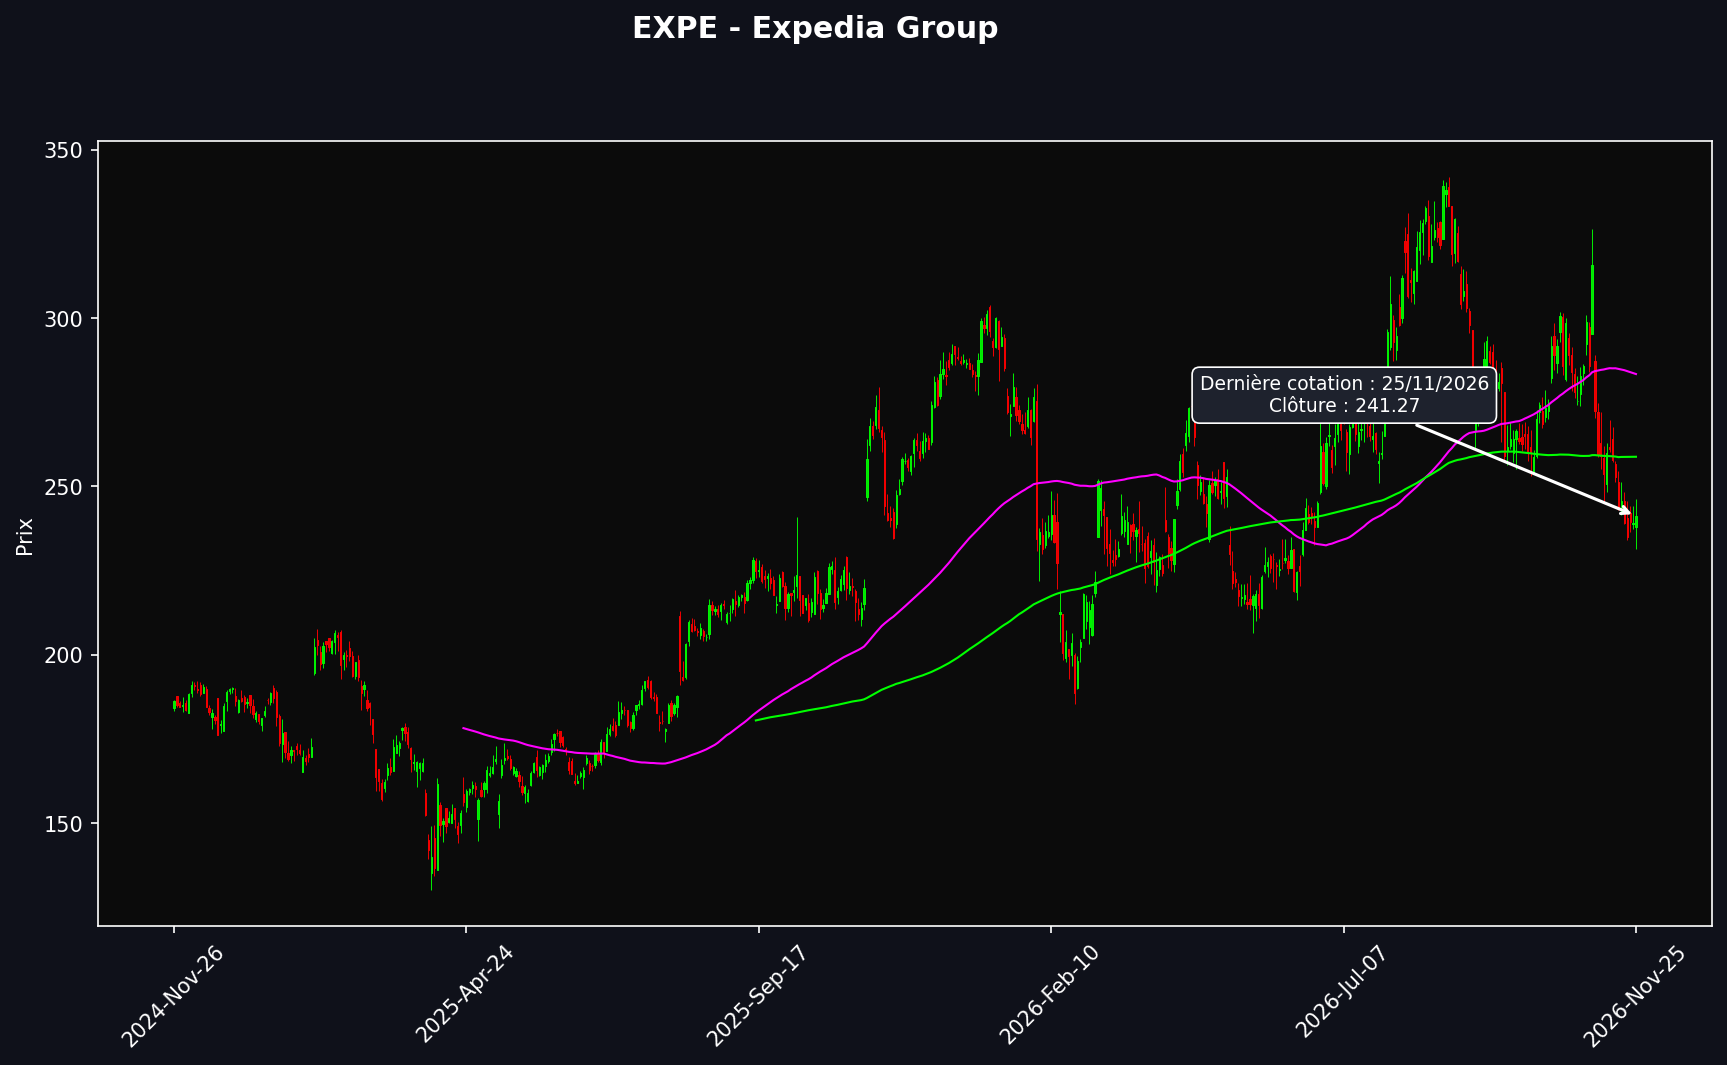 EXPE - Expedia Group
350
300
250
200
150
Prix
Dernière cotation : 25/11/2026
Clôture : 241.27
2024-Nov-26
2025-Apr-24
2025-Sep-17
2026-Feb-10
2026-Jul-07
2026-Nov-25